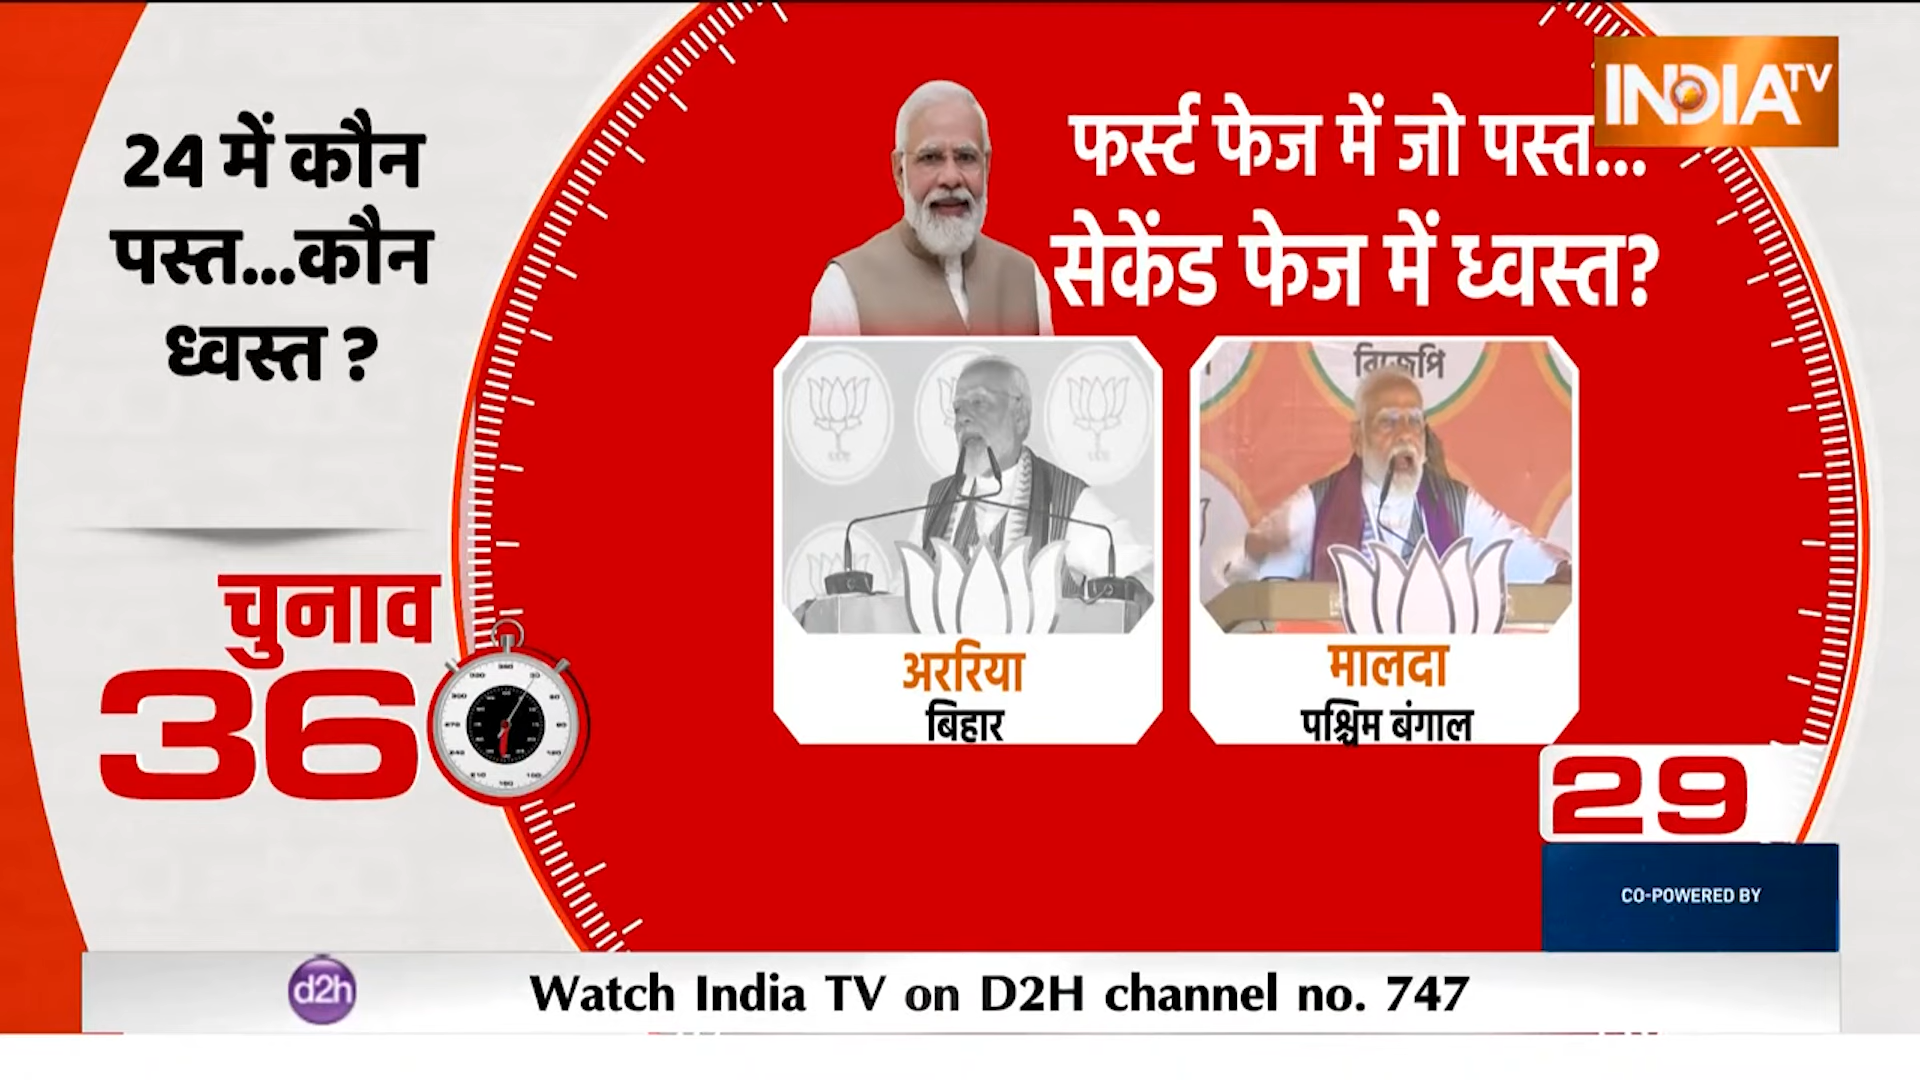 INDIA TV
24 में कौन
पस्त...कौन
ध्वस्त ?
फर्स्ट फेज में जो पस्त...
सेकेंड फेज में ध्वस्त?
বিজেপি
अररिया
बिहार
मालदा
पश्चिम बंगाल
चुनाव
36
29
CO-POWERED BY
d2h
Watch India TV on D2H channel no. 747